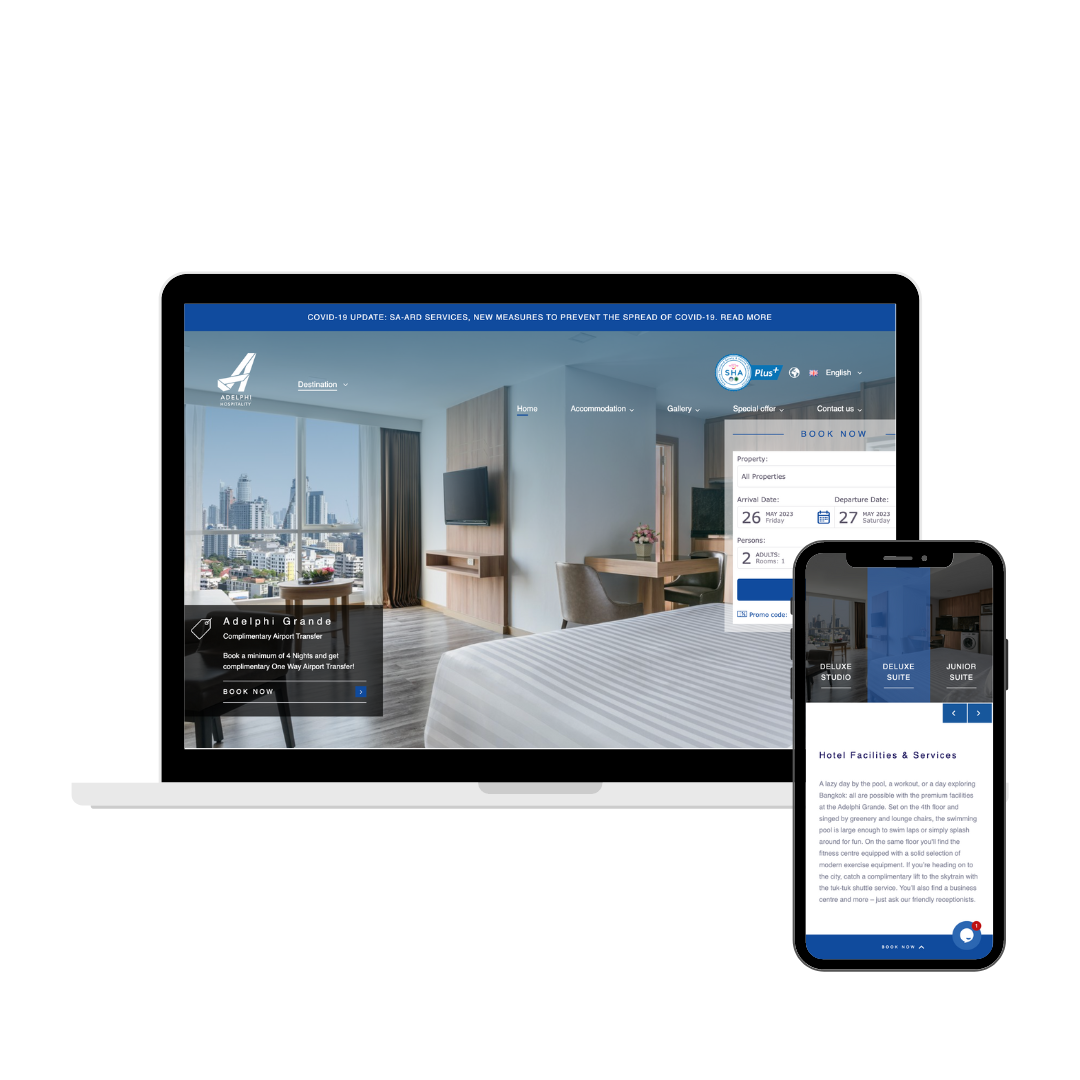 COVID-19 UPDATE: SA-ARD SERVICES, NEW MEASURES TO PREVENT THE SPREAD OF COVID-19. READ MORE
ADELPHI
HOSPITALITY
Destination
SHA
Plus+
English
Home
Accommodation
Gallery
Special offer
Contact us
BOOK NOW
Property:
All Properties
Arrival Date:
Departure Date:
26 MAY 2023
Friday
27 MAY 2023
Saturday
Persons:
2 ADULTS:
Rooms: 1
Promo code:
Adelphi Grande
Complimentary Airport Transfer
Book a minimum of 4 Nights and get
complimentary One Way Airport Transfer!
BOOK NOW
DELUXE
STUDIO
DELUXE
SUITE
JUNIOR
SUITE
Hotel Facilities & Services
A lazy day by the pool, a workout, or a day exploring
Bangkok: all are possible with the premium facilities
at the Adelphi Grande. Set on the 4th floor and
singed by greenery and lounge chairs, the swimming
pool is large enough to swim laps or simply splash
around for fun. On the same floor you'll find the
fitness centre equipped with a solid selection of
modern exercise equipment. If you're heading on to
the city, catch a complimentary lift to the skytrain with
the tuk-tuk shuttle service. You'll also find a business
centre and more – just ask our friendly receptionists.
BOOK NOW
1